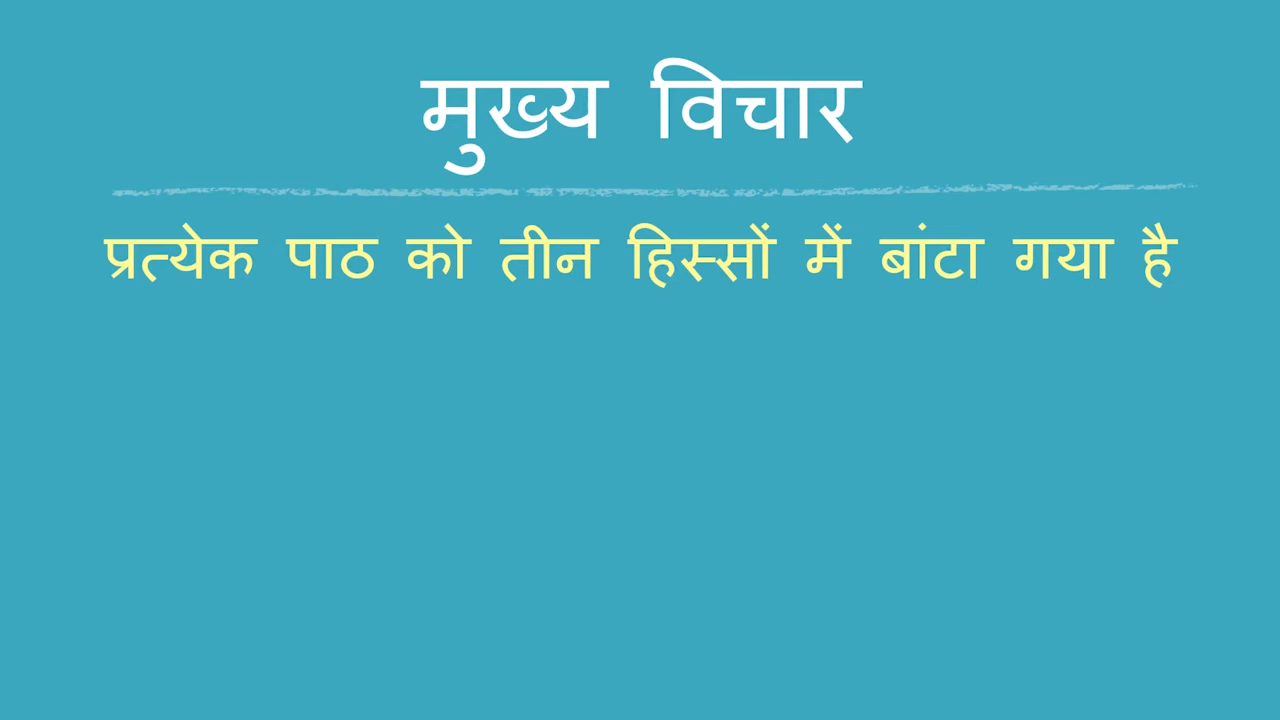 मुख्य विचार
प्रत्येक पाठ को तीन हिस्सों में बांटा गया है